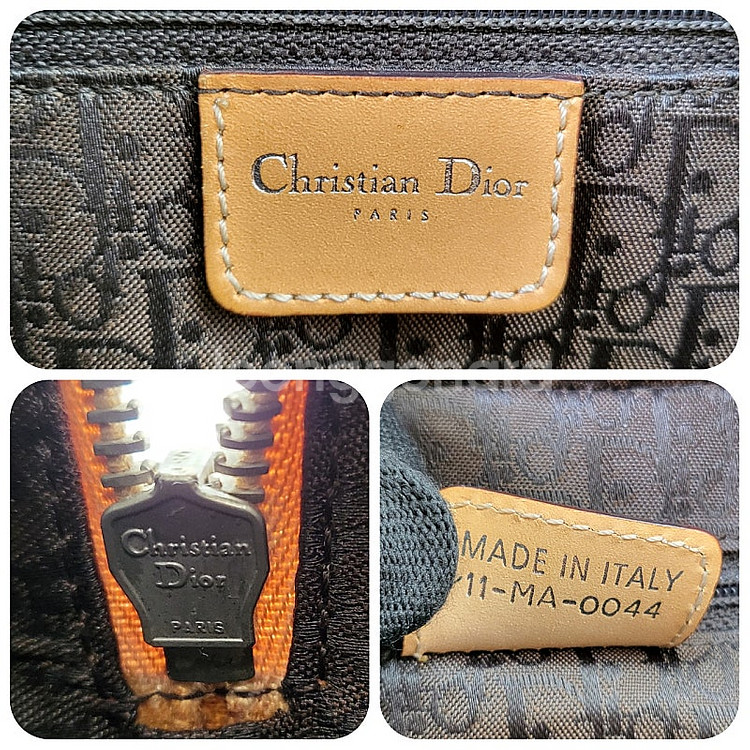 Christian Dior
PARIS
Christian
Dior
PARIS
MADE IN ITALY
11-MA-0044